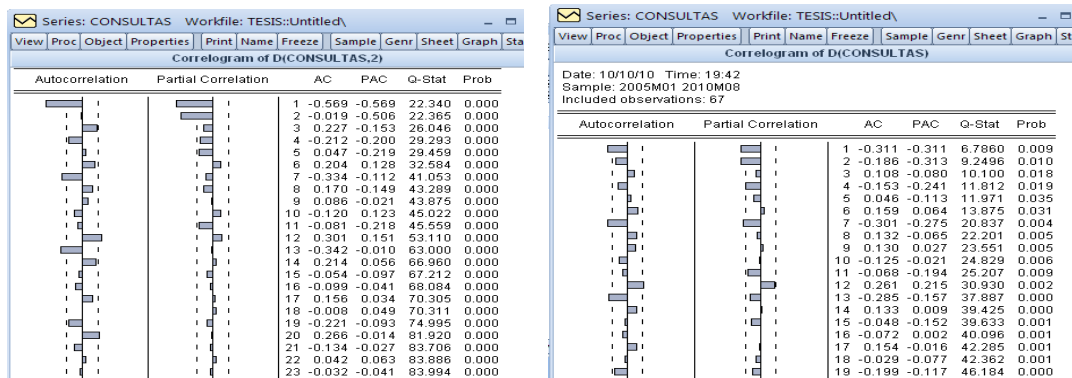 Series: CONSULTAS Workfile: TESIS::Untitled\
View Proc Object Properties Print Name Freeze Sample Genr Sheet Graph Sta
Correlogram of D(CONSULTAS,2)
Autocorrelation Partial Correlation AC PAC Q-Stat Prob
1 -0.569 -0.569 22.340 0.000
2 -0.019 -0.506 22.365 0.000
3 0.227 -0.153 26.046 0.000
4 -0.212 -0.200 29.293 0.000
5 0.047 -0.219 29.459 0.000
6 0.204 0.128 32.584 0.000
7 -0.334 -0.112 41.053 0.000
8 0.170 -0.149 43.289 0.000
9 0.086 -0.021 43.875 0.000
10 -0.120 0.123 45.022 0.000
11 -0.081 -0.218 45.559 0.000
12 0.301 0.151 53.110 0.000
13 -0.342 -0.010 63.000 0.000
14 0.214 0.056 66.960 0.000
15 -0.054 -0.097 67.212 0.000
16 -0.099 -0.041 68.084 0.000
17 0.156 0.034 70.305 0.000
18 -0.008 0.049 70.311 0.000
19 -0.221 -0.093 74.995 0.000
20 0.266 -0.014 81.920 0.000
21 -0.134 -0.027 83.706 0.000
22 0.042 0.063 83.886 0.000
23 -0.032 -0.041 83.994 0.000
Series: CONSULTAS Workfile: TESIS::Untitled\
View Proc Object Properties Print Name Freeze Sample Genr Sheet Graph St
Correlogram of D(CONSULTAS)
Date: 10/10/10 Time: 19:42
Sample: 2005M01 2010M08
Included observations: 67
Autocorrelation Partial Correlation AC PAC Q-Stat Prob
1 -0.311 -0.311 6.7860 0.009
2 -0.186 -0.313 9.2496 0.010
3 0.108 -0.080 10.100 0.018
4 -0.153 -0.241 11.812 0.019
5 0.046 -0.113 11.971 0.035
6 0.159 0.064 13.875 0.031
7 -0.301 -0.275 20.837 0.004
8 0.132 -0.065 22.201 0.005
9 0.130 0.027 23.551 0.005
10 -0.125 -0.021 24.829 0.006
11 -0.068 -0.194 25.207 0.009
12 0.261 0.215 30.930 0.002
13 -0.285 -0.157 37.887 0.000
14 0.133 0.009 39.425 0.000
15 -0.048 -0.152 39.633 0.001
16 -0.072 0.002 40.096 0.001
17 0.154 -0.016 42.285 0.001
18 -0.029 -0.077 42.362 0.001
19 -0.199 -0.117 46.184 0.000